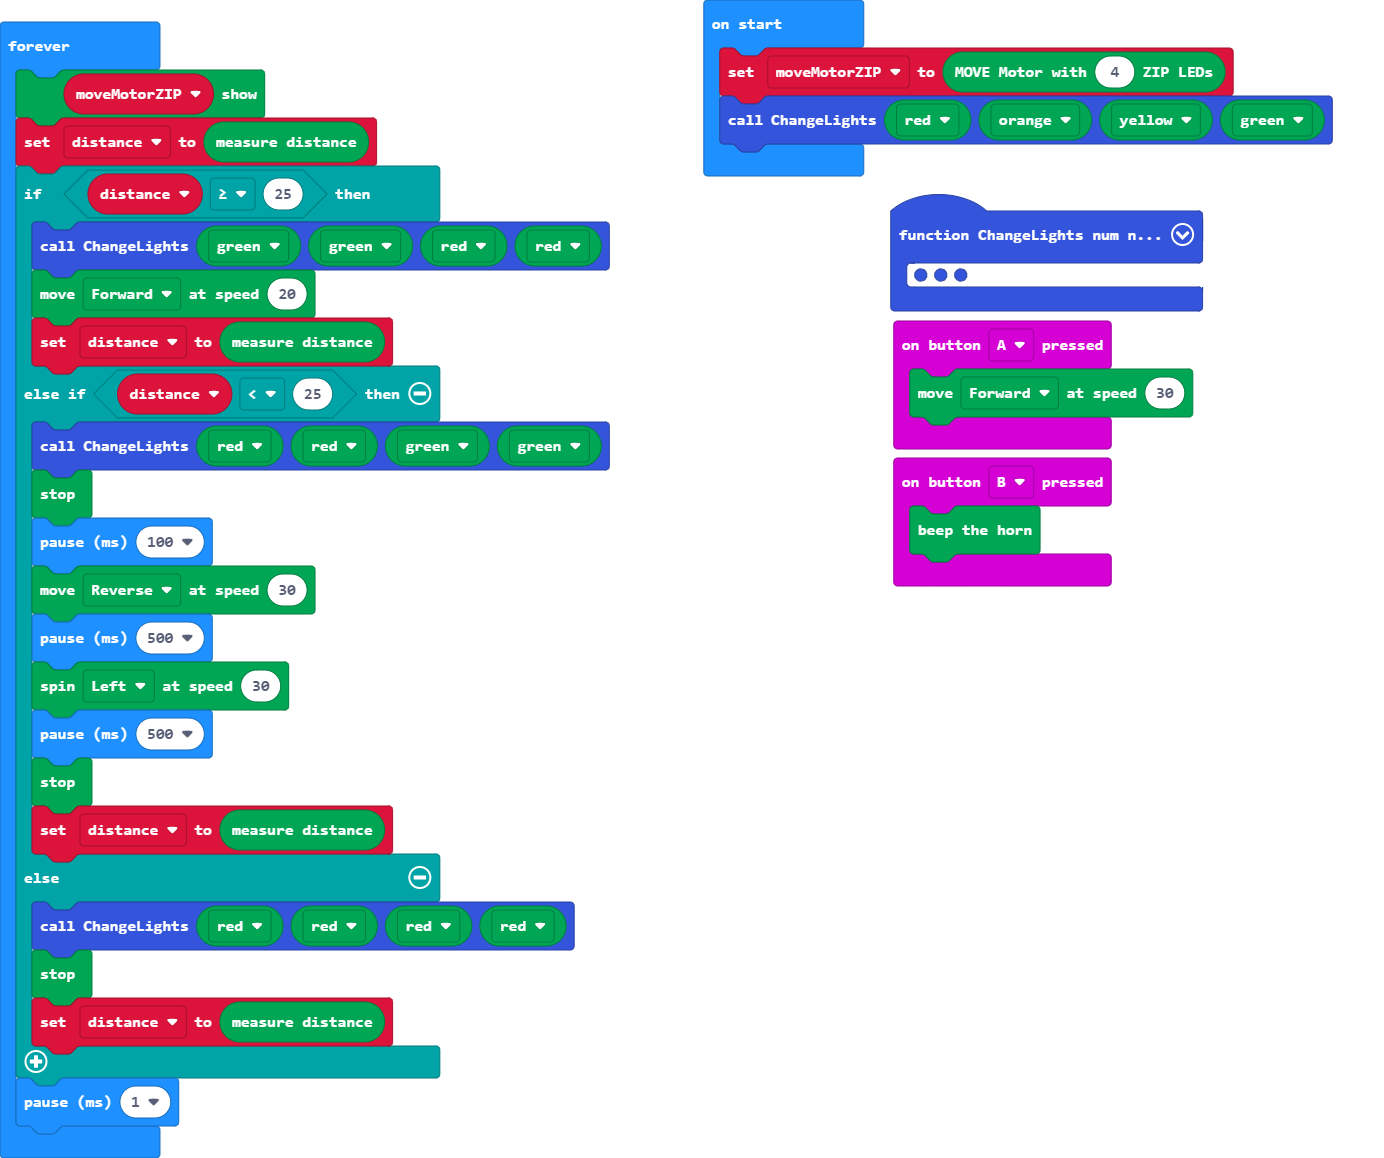 forever
moveMotorZIP show
set distance to measure distance
if distance ≥ 25 then
call ChangeLights green green red red
move Forward at speed 20
set distance to measure distance
else if distance < 25 then
call ChangeLights red red green green
stop
pause (ms) 100
move Reverse at speed 30
pause (ms) 500
spin Left at speed 30
pause (ms) 500
stop
set distance to measure distance
else
call ChangeLights red red red red
stop
set distance to measure distance
pause (ms) 1
on start
set moveMotorZIP to MOVE Motor with 4 ZIP LEDs
call ChangeLights red orange yellow green
function ChangeLights num n...
on button A pressed
move Forward at speed 30
on button B pressed
beep the horn